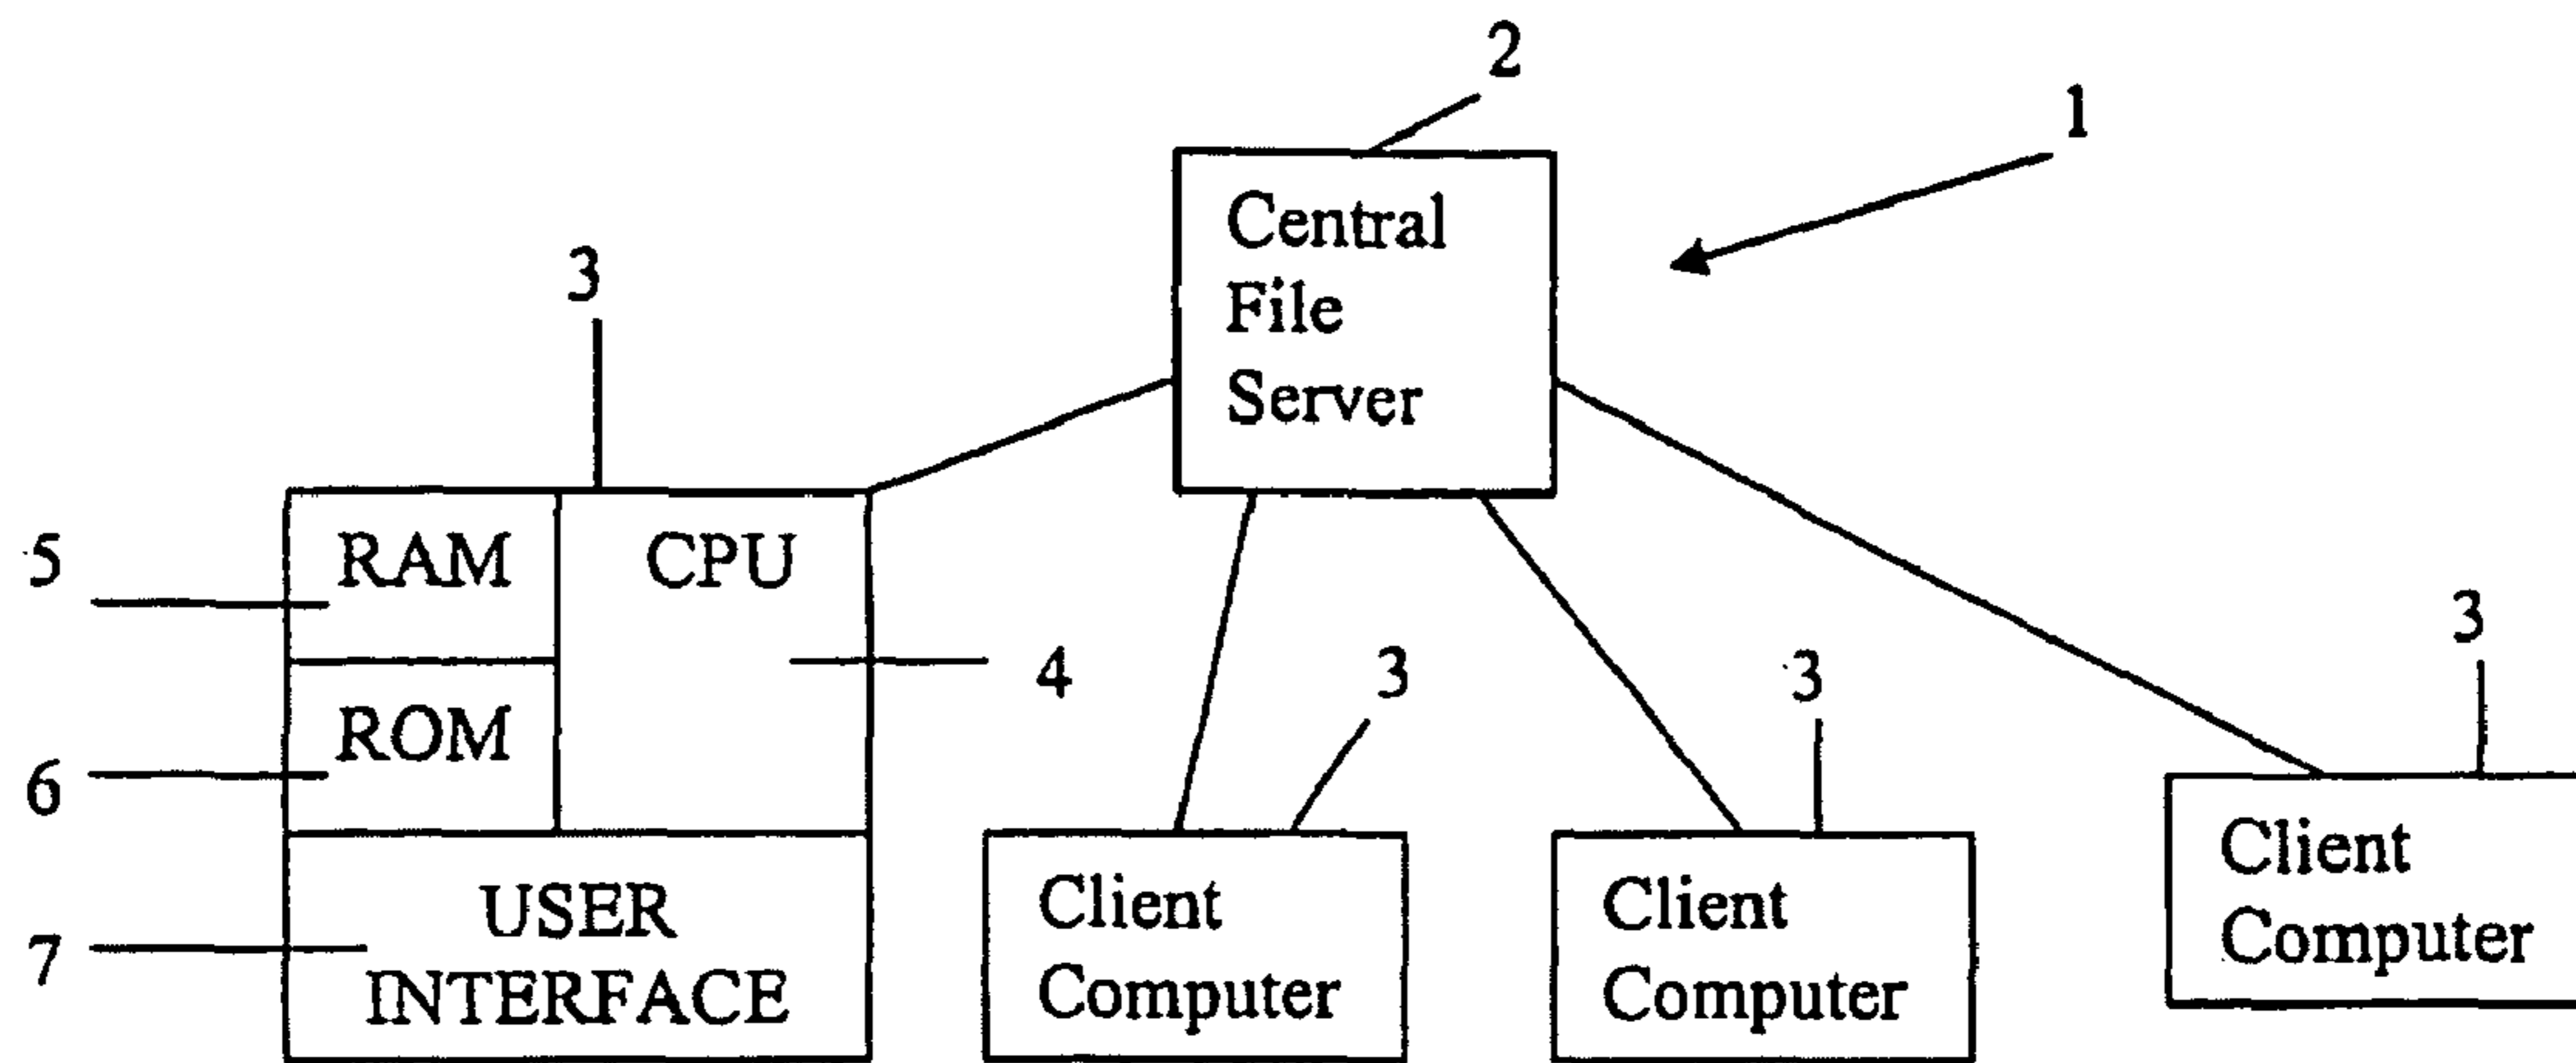 2
1
Central
File
Server
3
5
RAM
CPU
4
ROM
6
USER
INTERFACE
7
3
Client
Computer
3
Client
Computer
3
Client
Computer